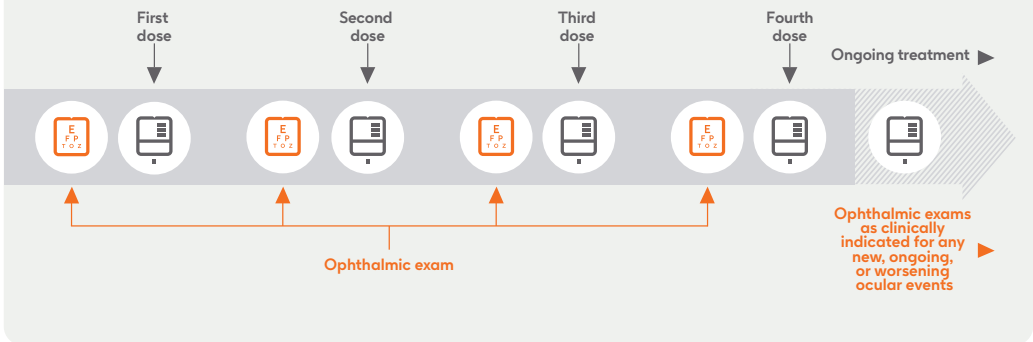 First
dose
Second
dose
Third
dose
Fourth
dose
Ongoing treatment
E
F P
T O Z
E
F P
T O Z
E
F P
T O Z
E
F P
T O Z
Ophthalmic exam
Ophthalmic exams
as clinically
indicated for any
new, ongoing,
or worsening
ocular events